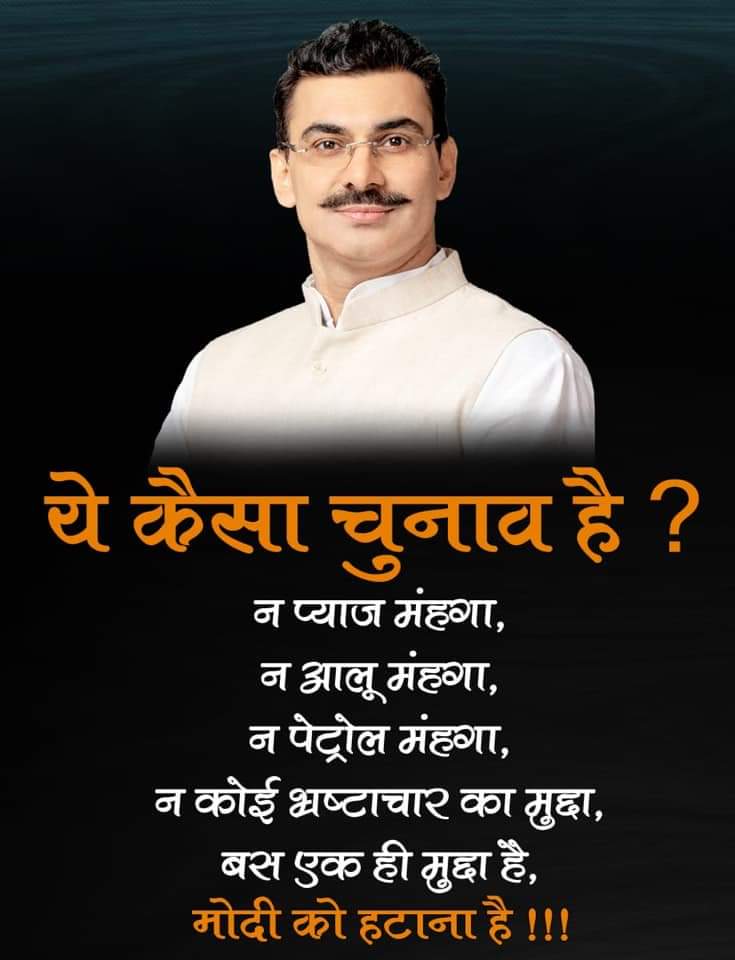 ये कैसा चुनाव है ?
न प्याज मंहगा,
न आलू मंहगा,
न पेट्रोल मंहगा,
न कोई भ्रष्टाचार का मुद्दा,
बस एक ही मुद्दा है,
मोदी को हटाना है !!!